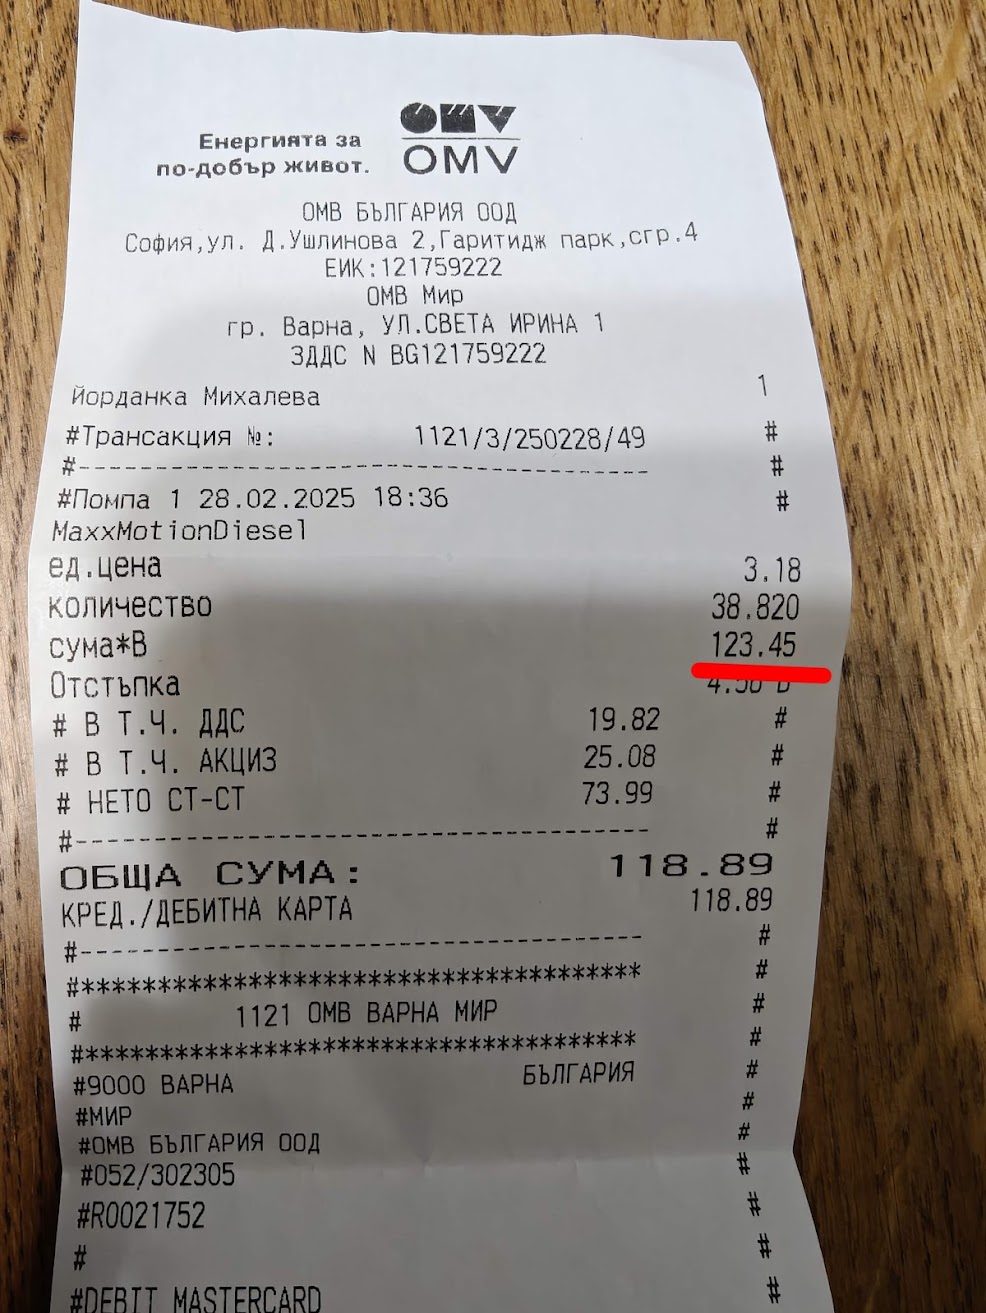 Енергията за
по-добър живот.
OMV
ОМВ БЪЛГАРИЯ ООД
София,ул. Д.Ушлинова 2,Гаритидж парк,сгр.4
ЕИК:121759222
ОМВ Мир
гр. Варна, УЛ.СВЕТА ИРИНА 1
ЗДДС N BG121759222
Йорданка Михалева 1
#Трансакция №: 1121/3/250228/49 #
#---------------------------------------- #
#Помпа 1 28.02.2025 18:36 #
MaxxMotionDiesel
ед.цена 3.18
количество 38.820
сума*В 123.45
Отстъпка
# В Т.Ч. ДДС 19.82 #
# В Т.Ч. АКЦИЗ 25.08 #
# НЕТО СТ-СТ 73.99 #
#---------------------------------------- #
ОБЩА СУМА: 118.89
КРЕД./ДЕБИТНА КАРТА 118.89
#---------------------------------------- #
#************************************ #
# 1121 ОМВ ВАРНА МИР #
#************************************ #
#9000 ВАРНА БЪЛГАРИЯ #
#МИР #
#ОМВ БЪЛГАРИЯ ООД #
#052/302305 #
#R0021752 #
# #
#DEBIT MASTERCARD #